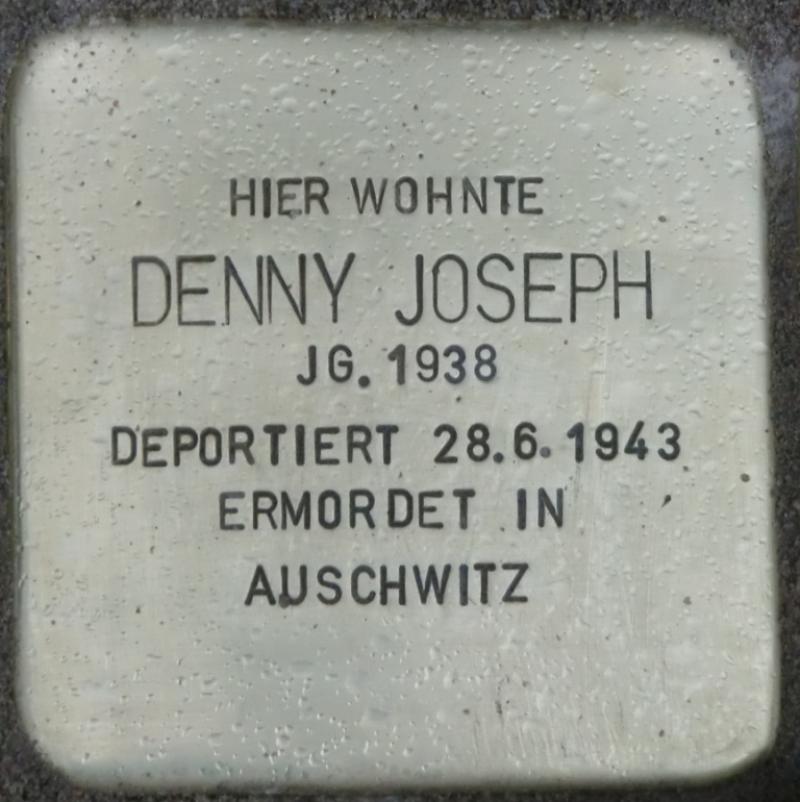 HIER WOHNTE
DENNY JOSEPH
JG. 1938
DEPORTIERT 28.6.1943
ERMORDET IN
AUSCHWITZ